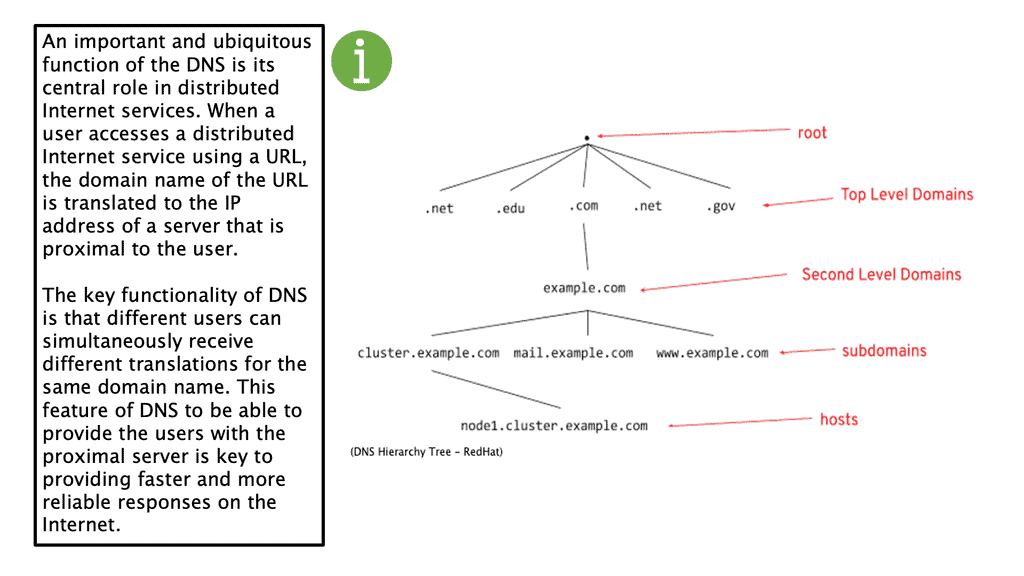 An important and ubiquitous
function of the DNS is its
central role in distributed
Internet services. When a
user accesses a distributed
Internet service using a URL,
the domain name of the URL
is translated to the IP
address of a server that is
proximal to the user.
The key functionality of DNS
is that different users can
simultaneously receive
different translations for the
same domain name. This
feature of DNS to be able to
provide the users with the
proximal server is key to
providing faster and more
reliable responses on the
Internet.
i
root
.net .edu .com .net .gov
Top Level Domains
example.com
Second Level Domains
cluster.example.com mail.example.com www.example.com
subdomains
node1.cluster.example.com
hosts
(DNS Hierarchy Tree - RedHat)